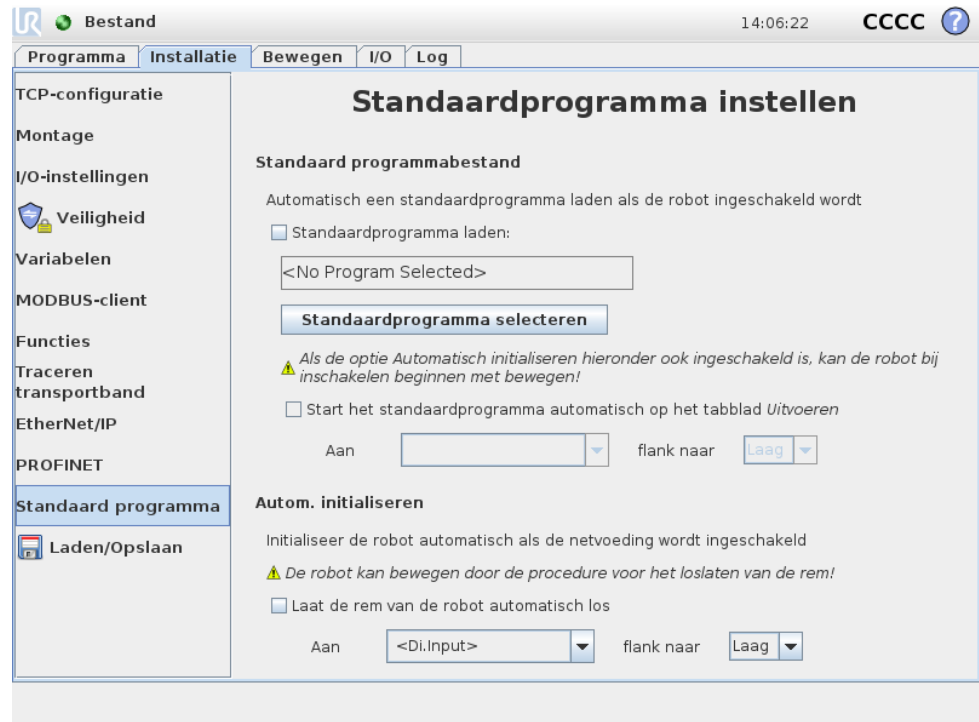 UR Bestand 14:06:22 CCCC ?
Programma Installatie Bewegen I/O Log
TCP-configuratie
Montage
I/O-instellingen
Veiligheid
Variabelen
MODBUS-client
Functies
Traceren
transportband
EtherNet/IP
PROFINET
Standaard programma
Laden/Opslaan
Standaardprogramma instellen
Standaard programmabestand
Automatisch een standaardprogramma laden als de robot ingeschakeld wordt
Standaardprogramma laden:
<No Program Selected>
Standaardprogramma selecteren
Als de optie Automatisch initialiseren hieronder ook ingeschakeld is, kan de robot bij
inschakelen beginnen met bewegen!
Start het standaardprogramma automatisch op het tabblad Uitvoeren
Aan flank naar Laag
Autom. initialiseren
Initialiseer de robot automatisch als de netvoeding wordt ingeschakeld
De robot kan bewegen door de procedure voor het loslaten van de rem!
Laat de rem van de robot automatisch los
Aan <Di.Input> flank naar Laag